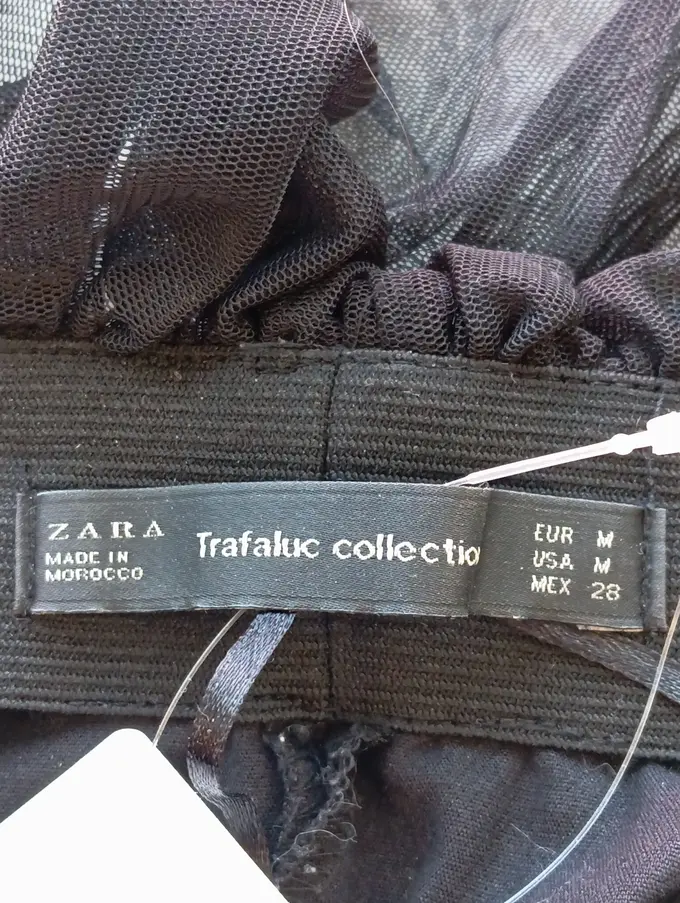 ZARA
MADE IN
MOROCCO
Trafaluc collectio
EUR M
USA M
MEX 28